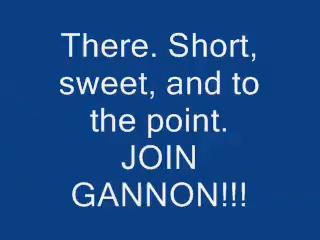 There. Short,
sweet, and to
the point.
JOIN
GANNON!!!